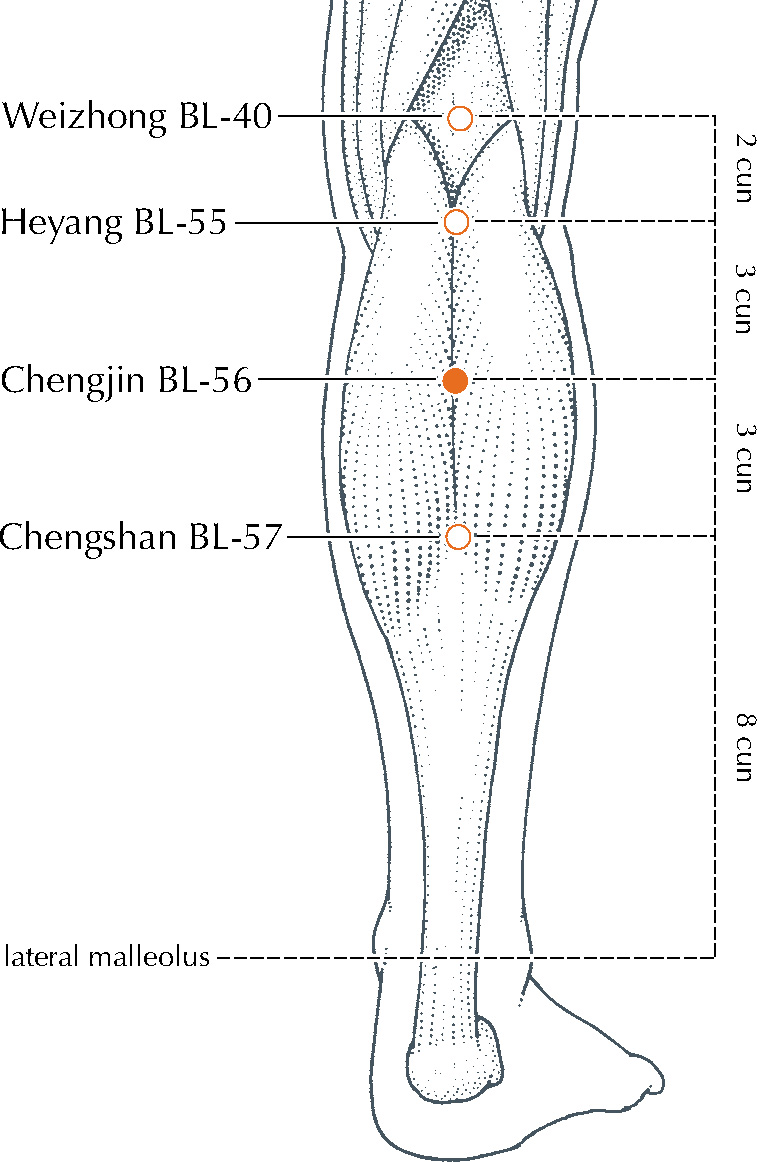 Weizhong BL-40
2 cun
Heyang BL-55
3 cun
Chengjin BL-56
3 cun
Chengshan BL-57
8 cun
lateral malleolus